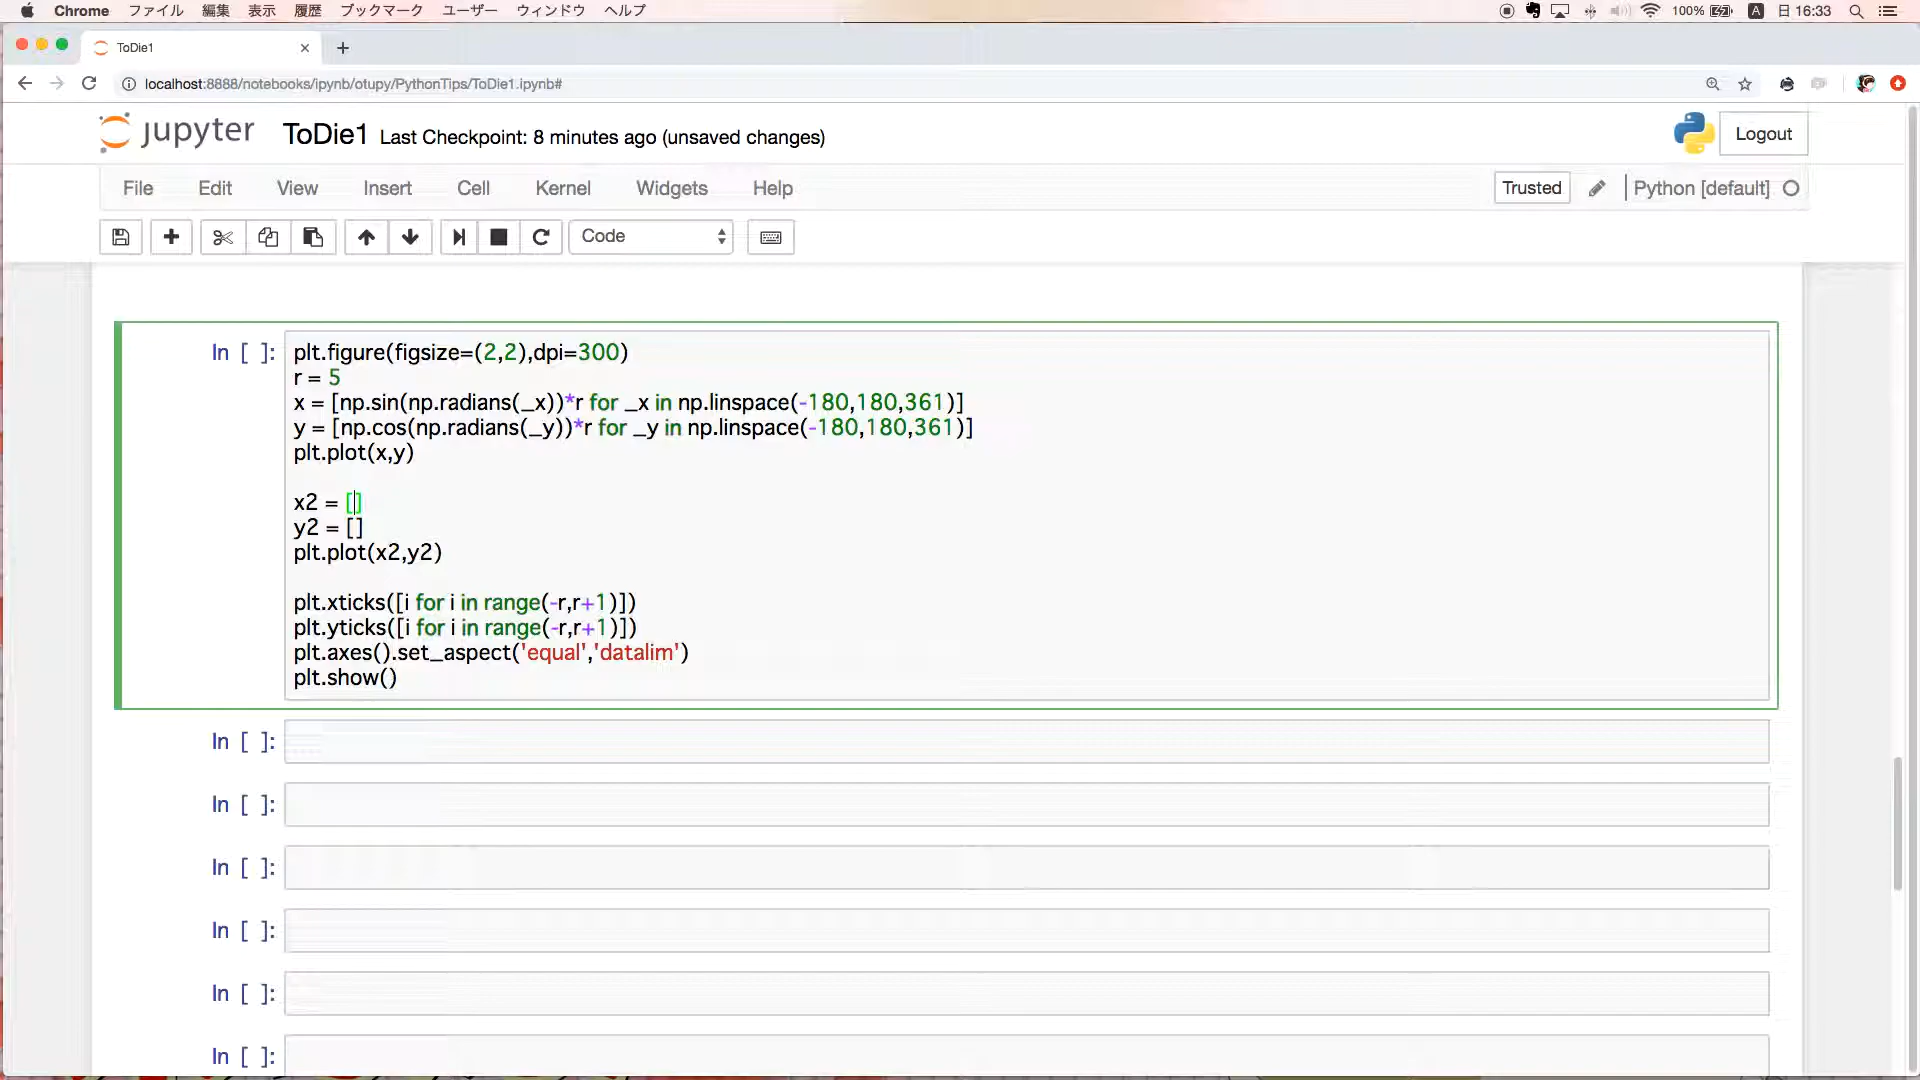 Chrome ファイル 編集 表示 履歴 ブックマーク ユーザー ウィンドウ ヘルプ 100% A 日 16:33
ToDie1
localhost:8888/notebooks/ipynb/otupy/PythonTips/ToDie1.ipynb#
jupyter ToDie1 Last Checkpoint: 8 minutes ago (unsaved changes) Logout
File Edit View Insert Cell Kernel Widgets Help Trusted Python [default]
Code
In [ ]: plt.figure(figsize=(2,2),dpi=300)
r = 5
x = [np.sin(np.radians(_x))*r for _x in np.linspace(-180,180,361)]
y = [np.cos(np.radians(_y))*r for _y in np.linspace(-180,180,361)]
plt.plot(x,y)
x2 = []
y2 = []
plt.plot(x2,y2)
plt.xticks([i for i in range(-r,r+1)])
plt.yticks([i for i in range(-r,r+1)])
plt.axes().set_aspect('equal','datalim')
plt.show()
In [ ]:
In [ ]:
In [ ]:
In [ ]:
In [ ]:
In [ ]: